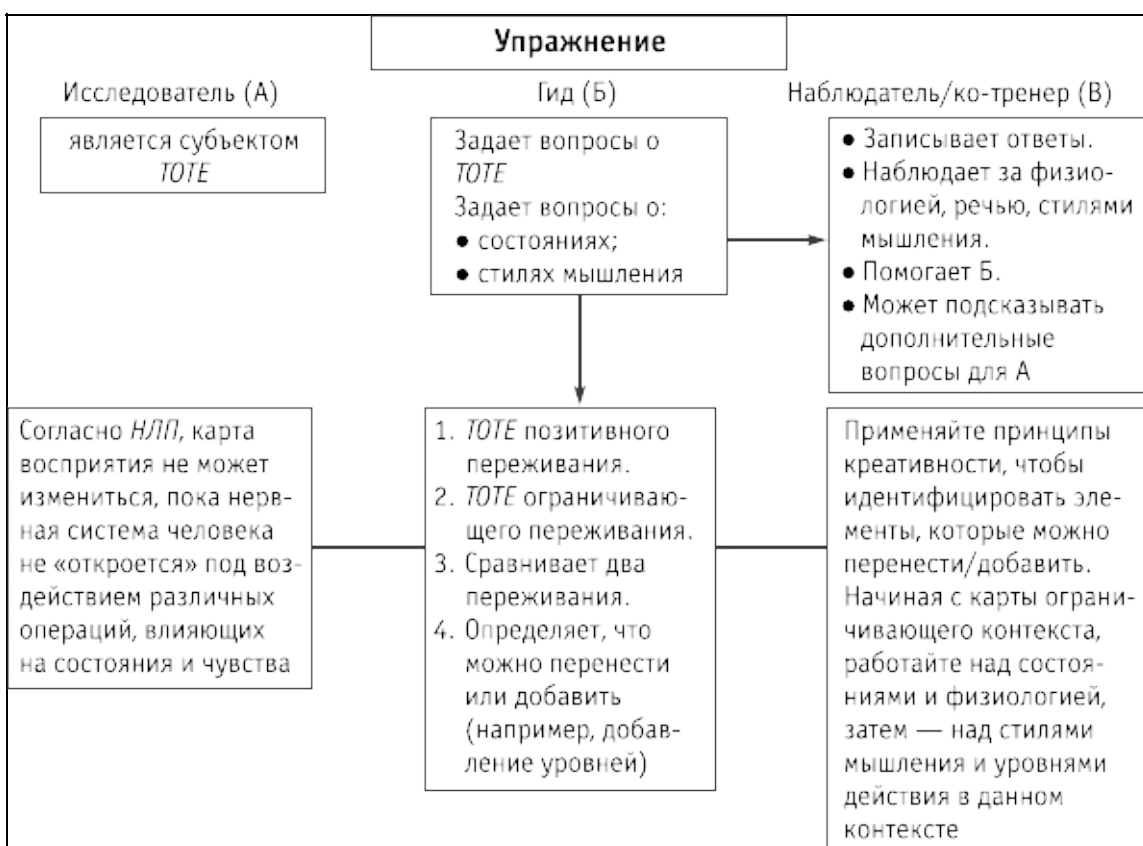 Упражнение
Исследователь (А)
является субъектом
TOTE
Гид (Б)
Задает вопросы о
TOTE
Задает вопросы о:
● состояниях;
● стилях мышления
Наблюдатель/ко-тренер (В)
● Записывает ответы.
● Наблюдает за физио-
логией, речью, стилями
мышления.
● Помогает Б.
● Может подсказывать
дополнительные
вопросы для А
Согласно НЛП, карта
восприятия не может
измениться, пока нерв-
ная система человека
не «откроется» под воз-
действием различных
операций, влияющих
на состояния и чувства
1. TOTE позитивного
переживания.
2. TOTE ограничиваю-
щего переживания.
3. Сравнивает два
переживания.
4. Определяет, что
можно перенести
или добавить
(например, добав-
ление уровней)
Применяйте принципы
креативности, чтобы
идентифицировать эле-
менты, которые можно
перенести/добавить.
Начиная с карты ограни-
чивающего контекста,
работайте над состоя-
ниями и физиологией,
затем — над стилями
мышления и уровнями
действия в данном
контексте